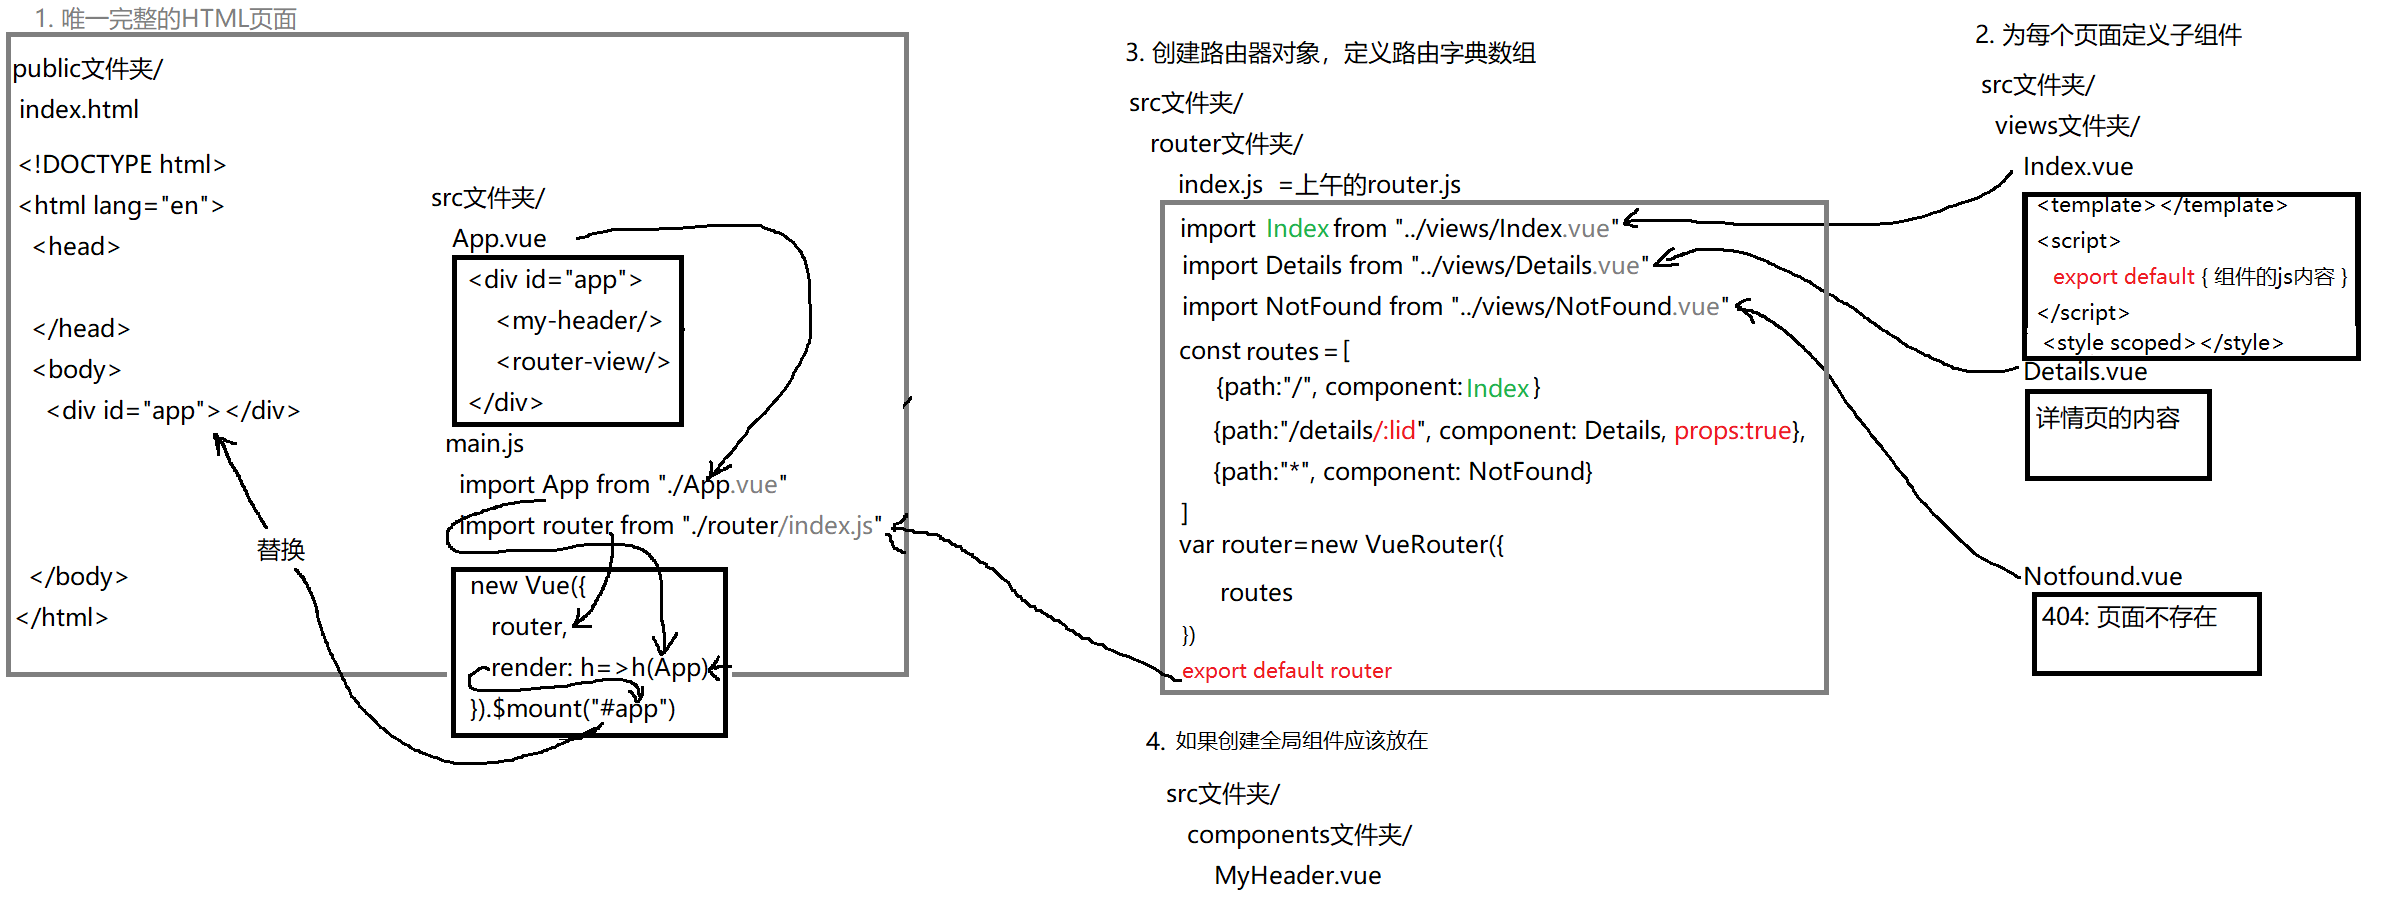 1. 唯一完整的HTML页面
public文件夹/
index.html
<!DOCTYPE html>
<html lang="en">
<head>
</head>
<body>
<div id="app"></div>
替换
</body>
</html>
src文件夹/
App.vue
<div id="app">
<my-header/>
<router-view/>
</div>
main.js
import App from "./App.vue"
import router from "./router/index.js"
new Vue({
router,
render: h=>h(App)
}).$mount("#app")
3. 创建路由器对象，定义路由字典数组
src文件夹/
router文件夹/
index.js =上午的router.js
import Index from "../views/Index.vue"
import Details from "../views/Details.vue"
import NotFound from "../views/NotFound.vue"
const routes=[
{path:"/", component:Index}
{path:"/details/:lid", component: Details, props:true},
{path:"*", component: NotFound}
]
var router=new VueRouter({
routes
})
export default router
4. 如果创建全局组件应该放在
src文件夹/
components文件夹/
MyHeader.vue
2. 为每个页面定义子组件
src文件夹/
views文件夹/
Index.vue
<template></template>
<script>
export default { 组件的js内容 }
</script>
<style scoped></style>
Details.vue
详情页的内容
Notfound.vue
404: 页面不存在